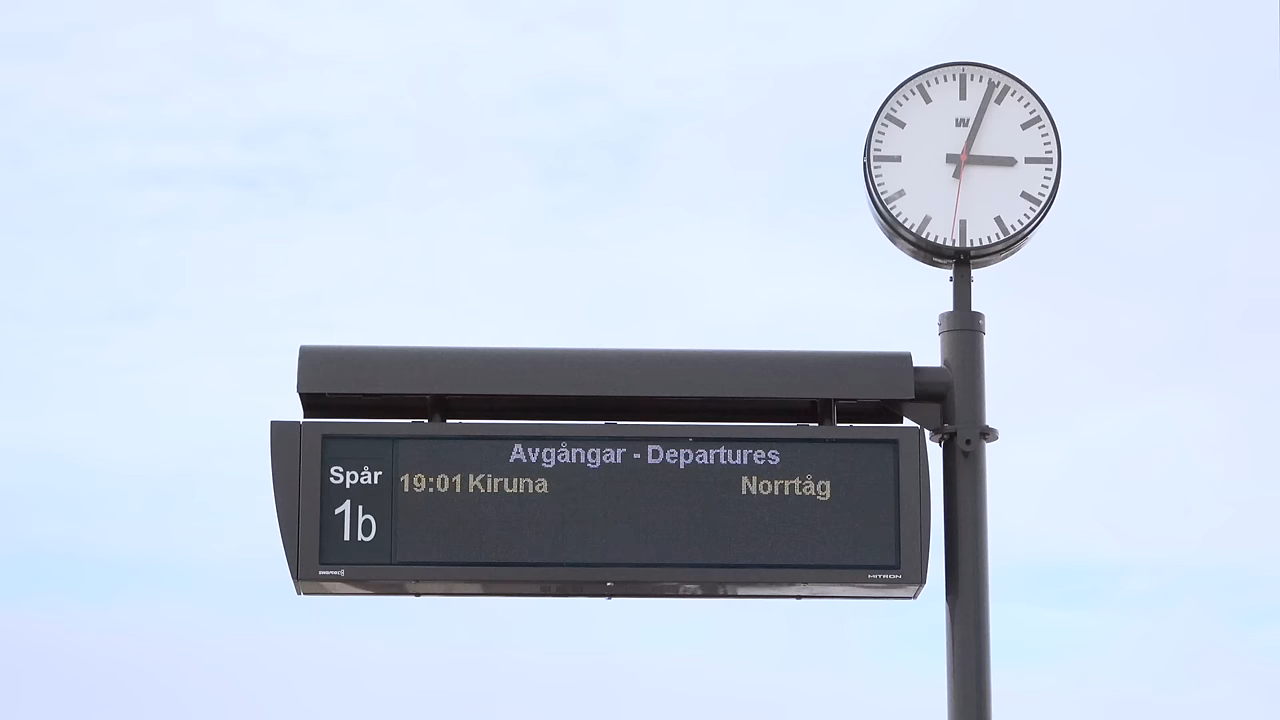 W
Avgångar - Departures
Spår
1b
19:01 Kiruna Norrtåg
MITRON